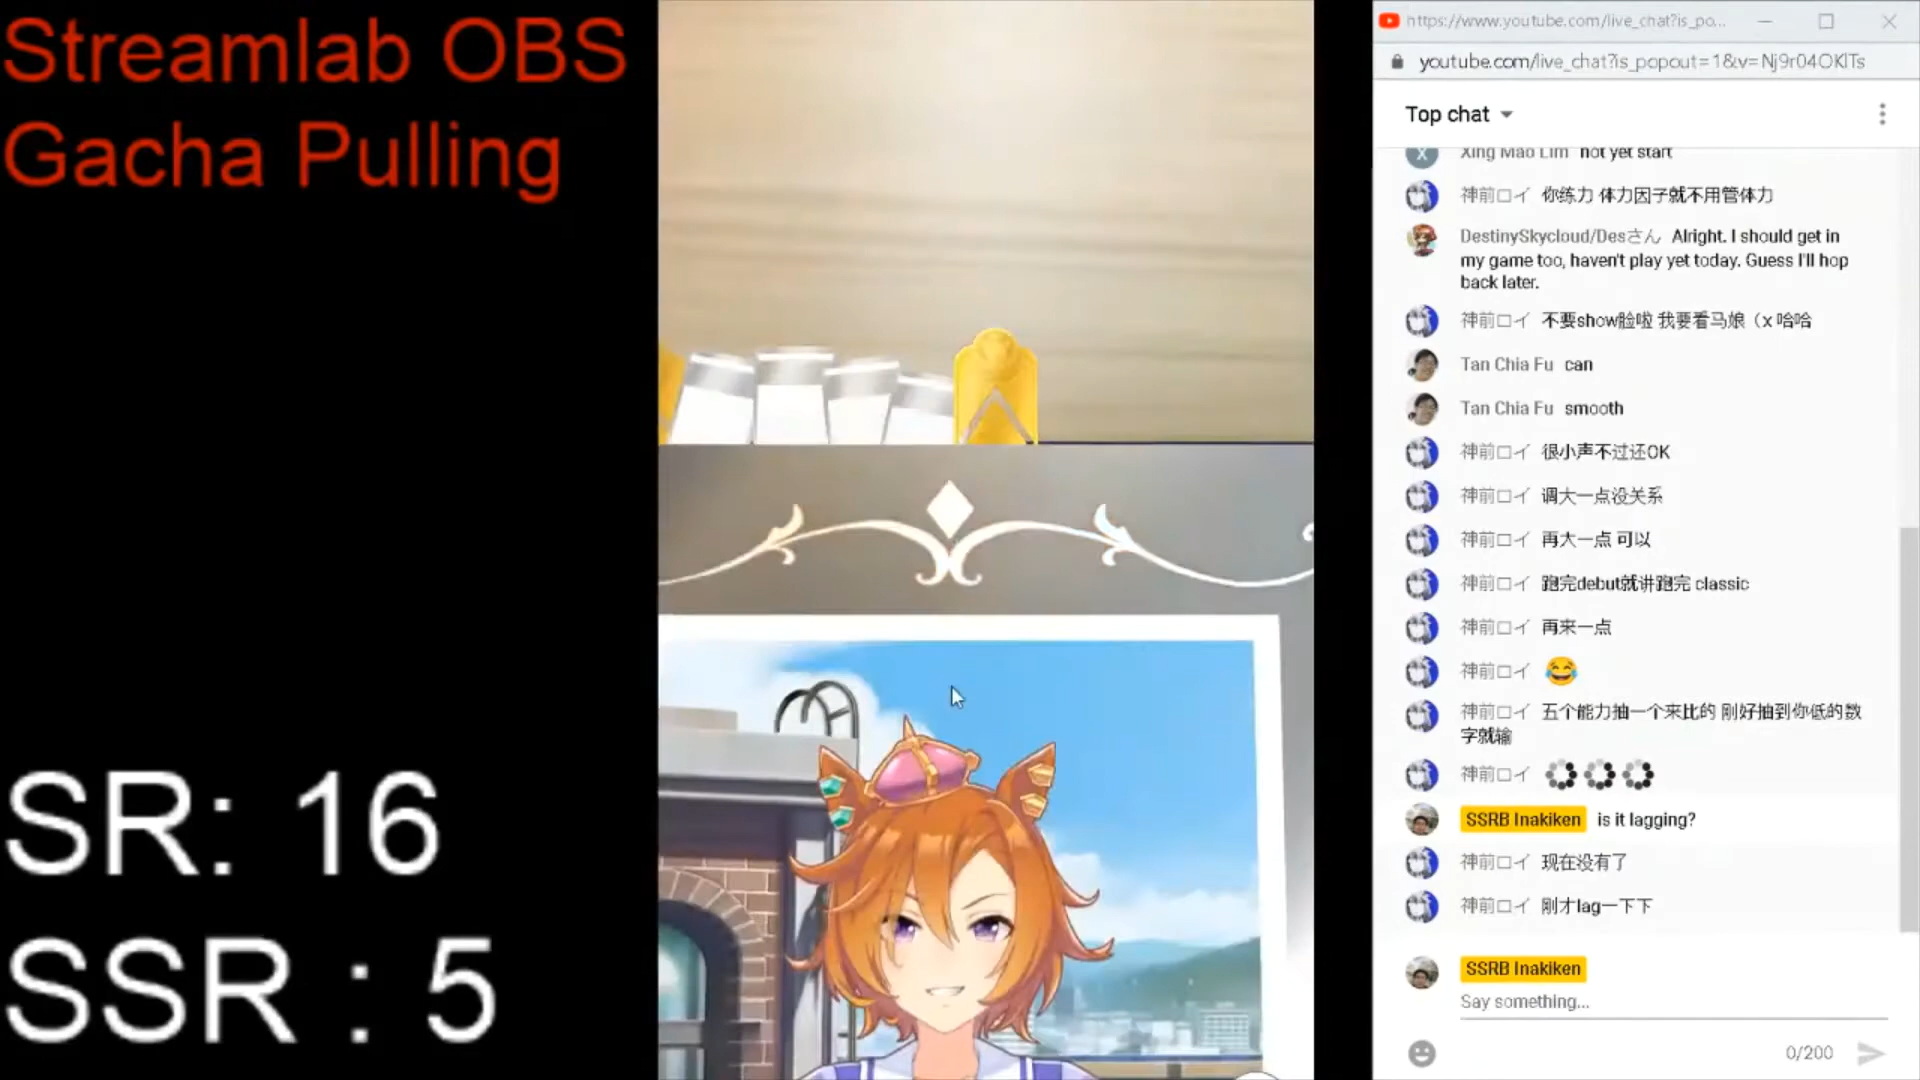 Streamlab OBS
Gacha Pulling
SR: 16
SSR : 5
https://www.youtube.com/live_chat?is_po...
youtube.com/live_chat?is_popout=1&v=Nj9r04OKlTs
Top chat
X
Xing Mao Lim not yet start
神前ロイ 你练力 体力因子就不用管体力
DestinySkycloud/Desさん Alright. I should get in
my game too, haven't play yet today. Guess I'll hop
back later.
神前ロイ 不要show脸啦 我要看马娘（x 哈哈
Tan Chia Fu can
Tan Chia Fu smooth
神前ロイ 很小声不过还OK
神前ロイ 调大一点没关系
神前ロイ 再大一点 可以
神前ロイ 跑完debut就讲跑完 classic
神前ロイ 再来一点
神前ロイ 😂
神前ロイ 五个能力抽一个来比的 刚好抽到你低的数
字就输
神前ロイ
SSRB Inakiken is it lagging?
神前ロイ 现在没有了
神前ロイ 刚才lag一下下
SSRB Inakiken
Say something...
0/200